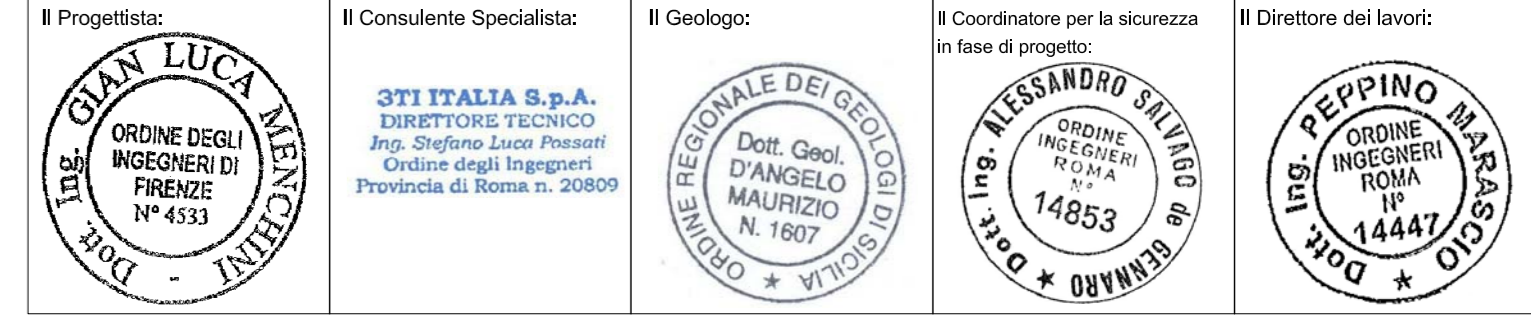 Il Progettista:
Dott. Ing. GIAN LUCA MENCHINI -
ORDINE DEGLI
INGEGNERI DI
FIRENZE
N° 4533
Il Consulente Specialista:
3TI ITALIA S.p.A.
DIRETTORE TECNICO
Ing. Stefano Luca Possati
Ordine degli Ingegneri
Provincia di Roma n. 20809
Il Geologo:
ORDINE REGIONALE DEI GEOLOGI DI SICILIA ★
Dott. Geol.
D'ANGELO
MAURIZIO
N. 1607
Il Coordinatore per la sicurezza
in fase di progetto:
Dott. Ing. ALESSANDRO SALVAGO de GENNARO ★
ORDINE
INGEGNERI
ROMA
N°
14853
Il Direttore dei lavori:
Dott. Ing. PEPPINO MARASCIO ★
ORDINE
INGEGNERI
ROMA
N°
14447